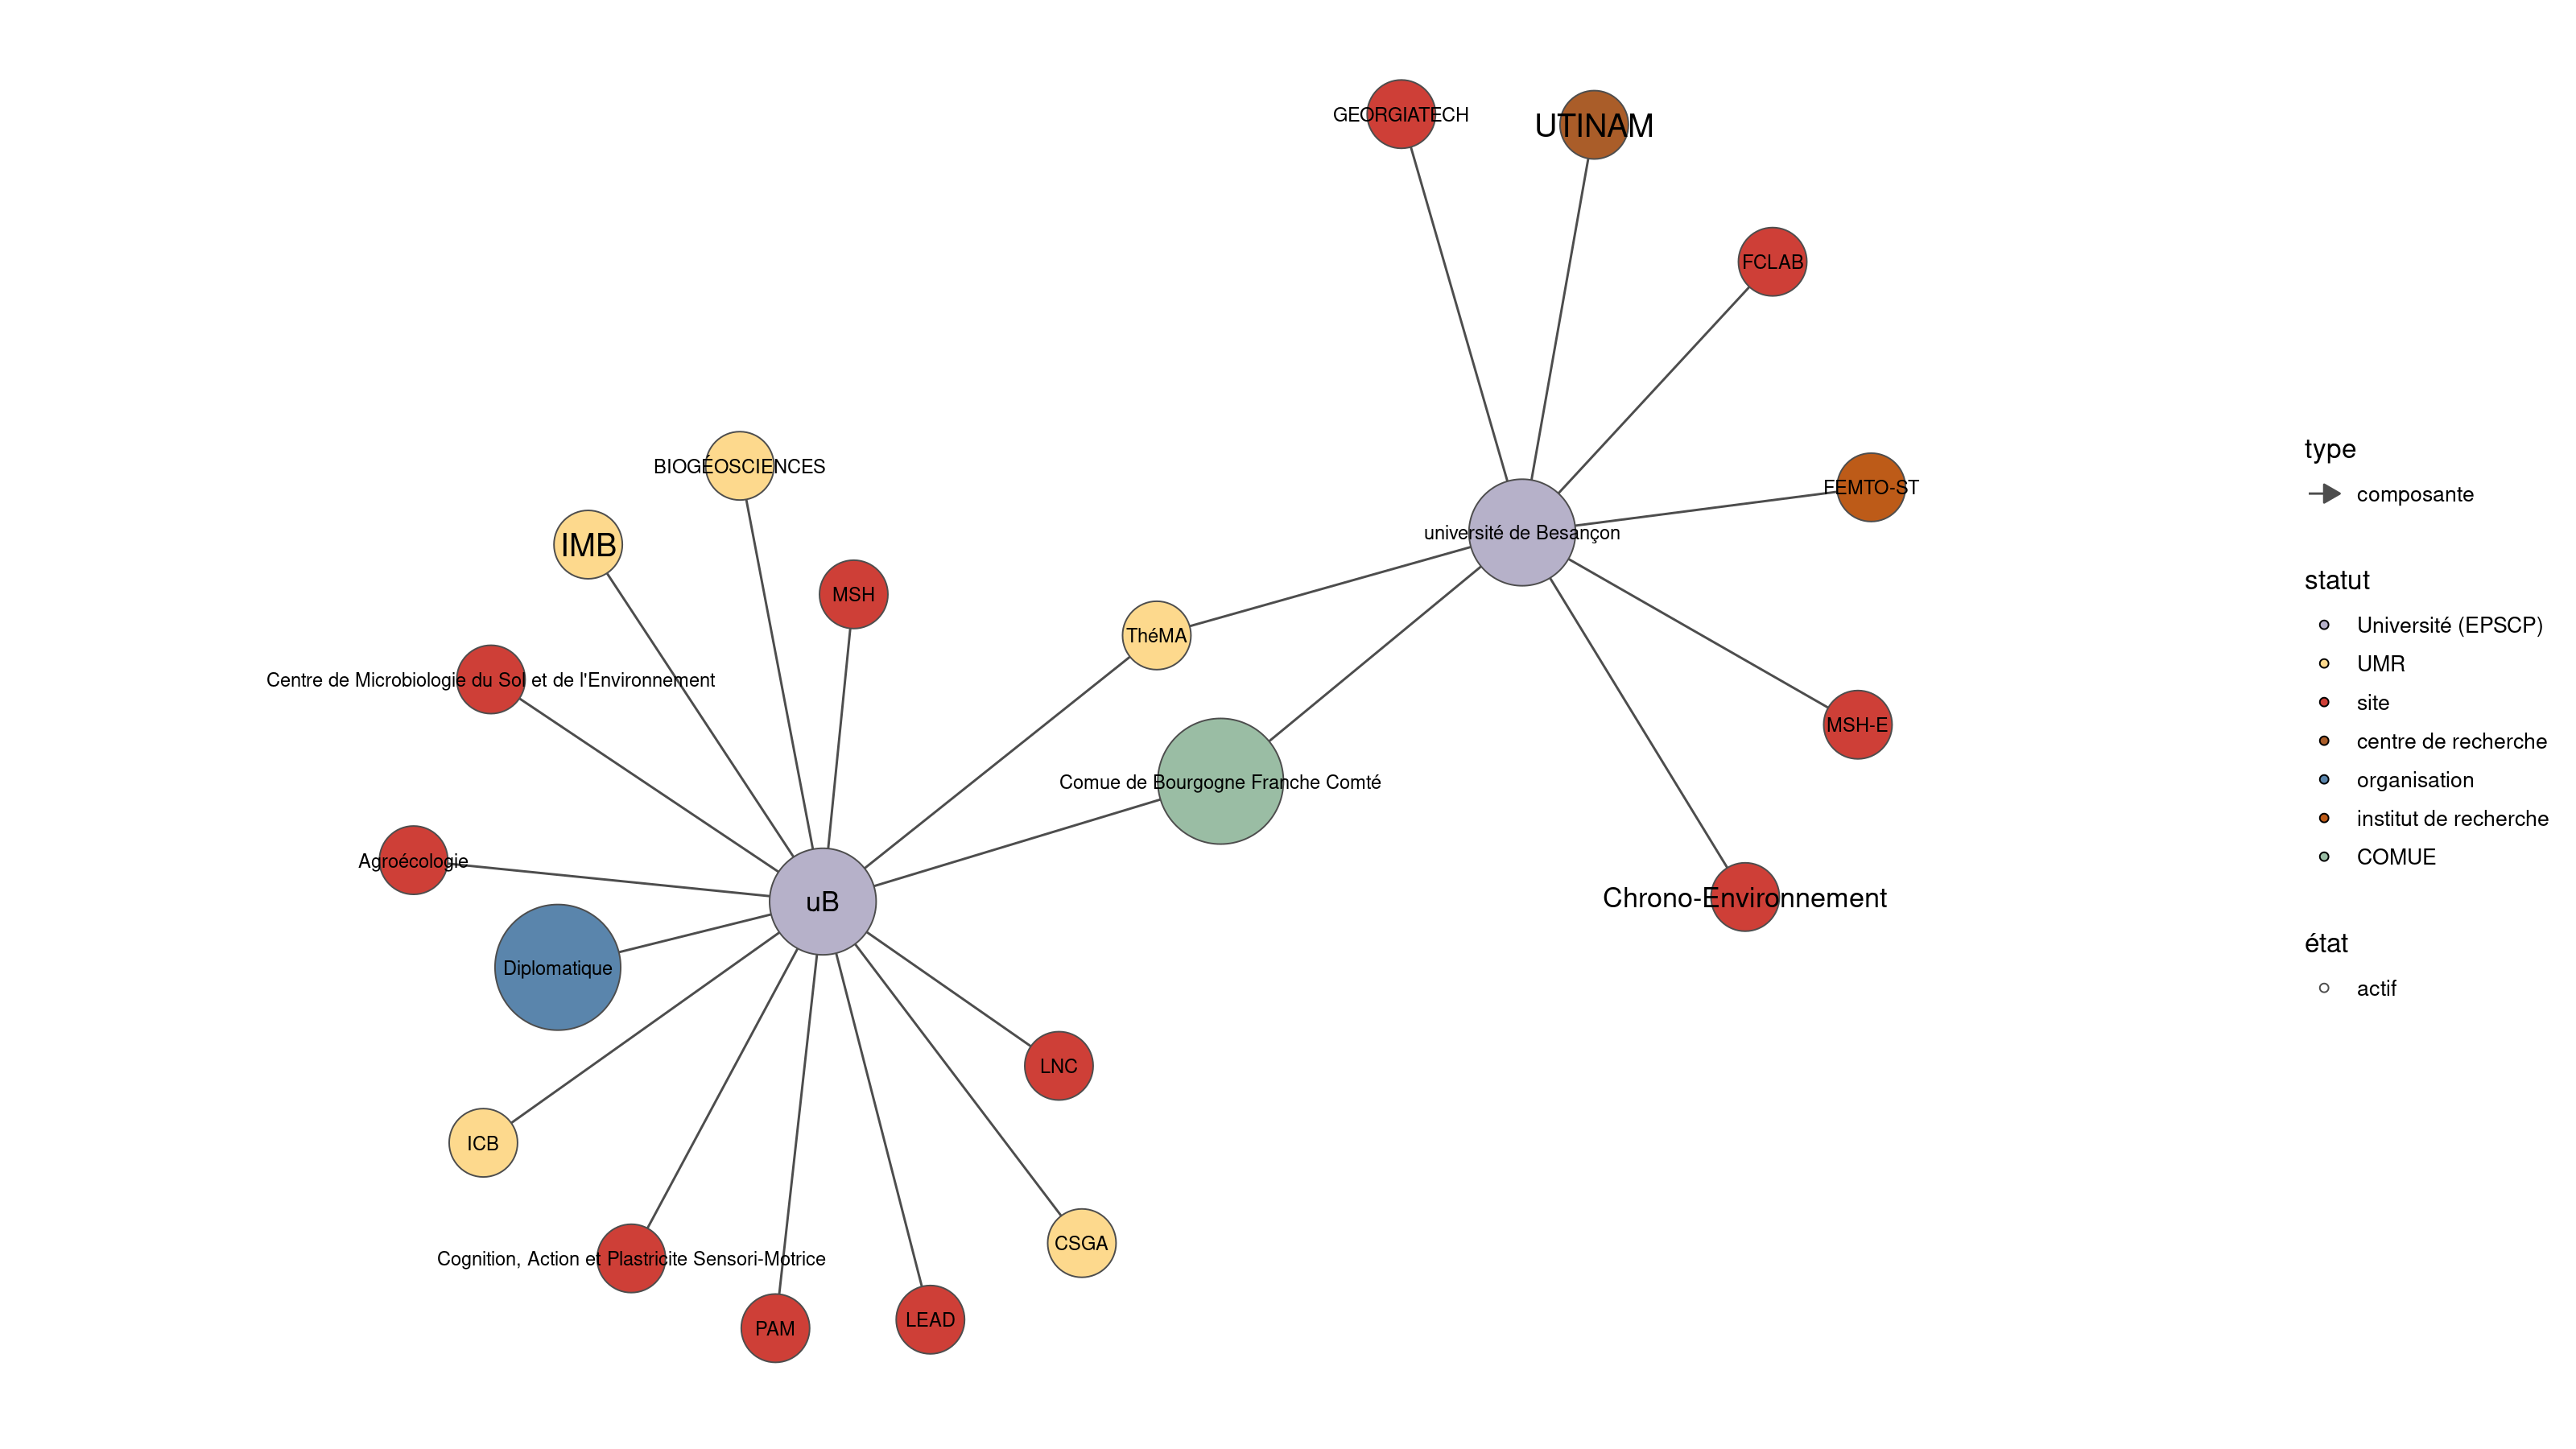 GEORGIATECH
UTINAM
FCLAB
BIOGÉOSCIENCES
FEMTO-ST
université de Besançon
IMB
MSH
ThéMA
Centre de Microbiologie du Sol et de l'Environnement
MSH-E
Comue de Bourgogne Franche Comté
Agroécologie
uB
Chrono-Environnement
Diplomatique
LNC
ICB
CSGA
Cognition, Action et Plastricite Sensori-Motrice
LEAD
PAM
type
composante
statut
Université (EPSCP)
UMR
site
centre de recherche
organisation
institut de recherche
COMUE
état
actif